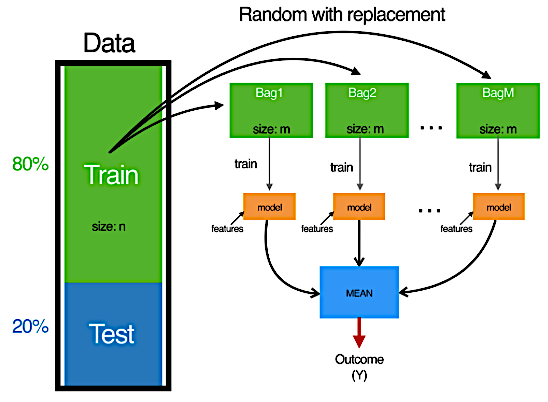 Random with replacement
Data
80%
Train
size: n
20%
Test
Bag1
size: m
Bag2
size: m
...
BagM
size: m
train
train
train
model
features
model
features
...
model
features
MEAN
Outcome
(Y)